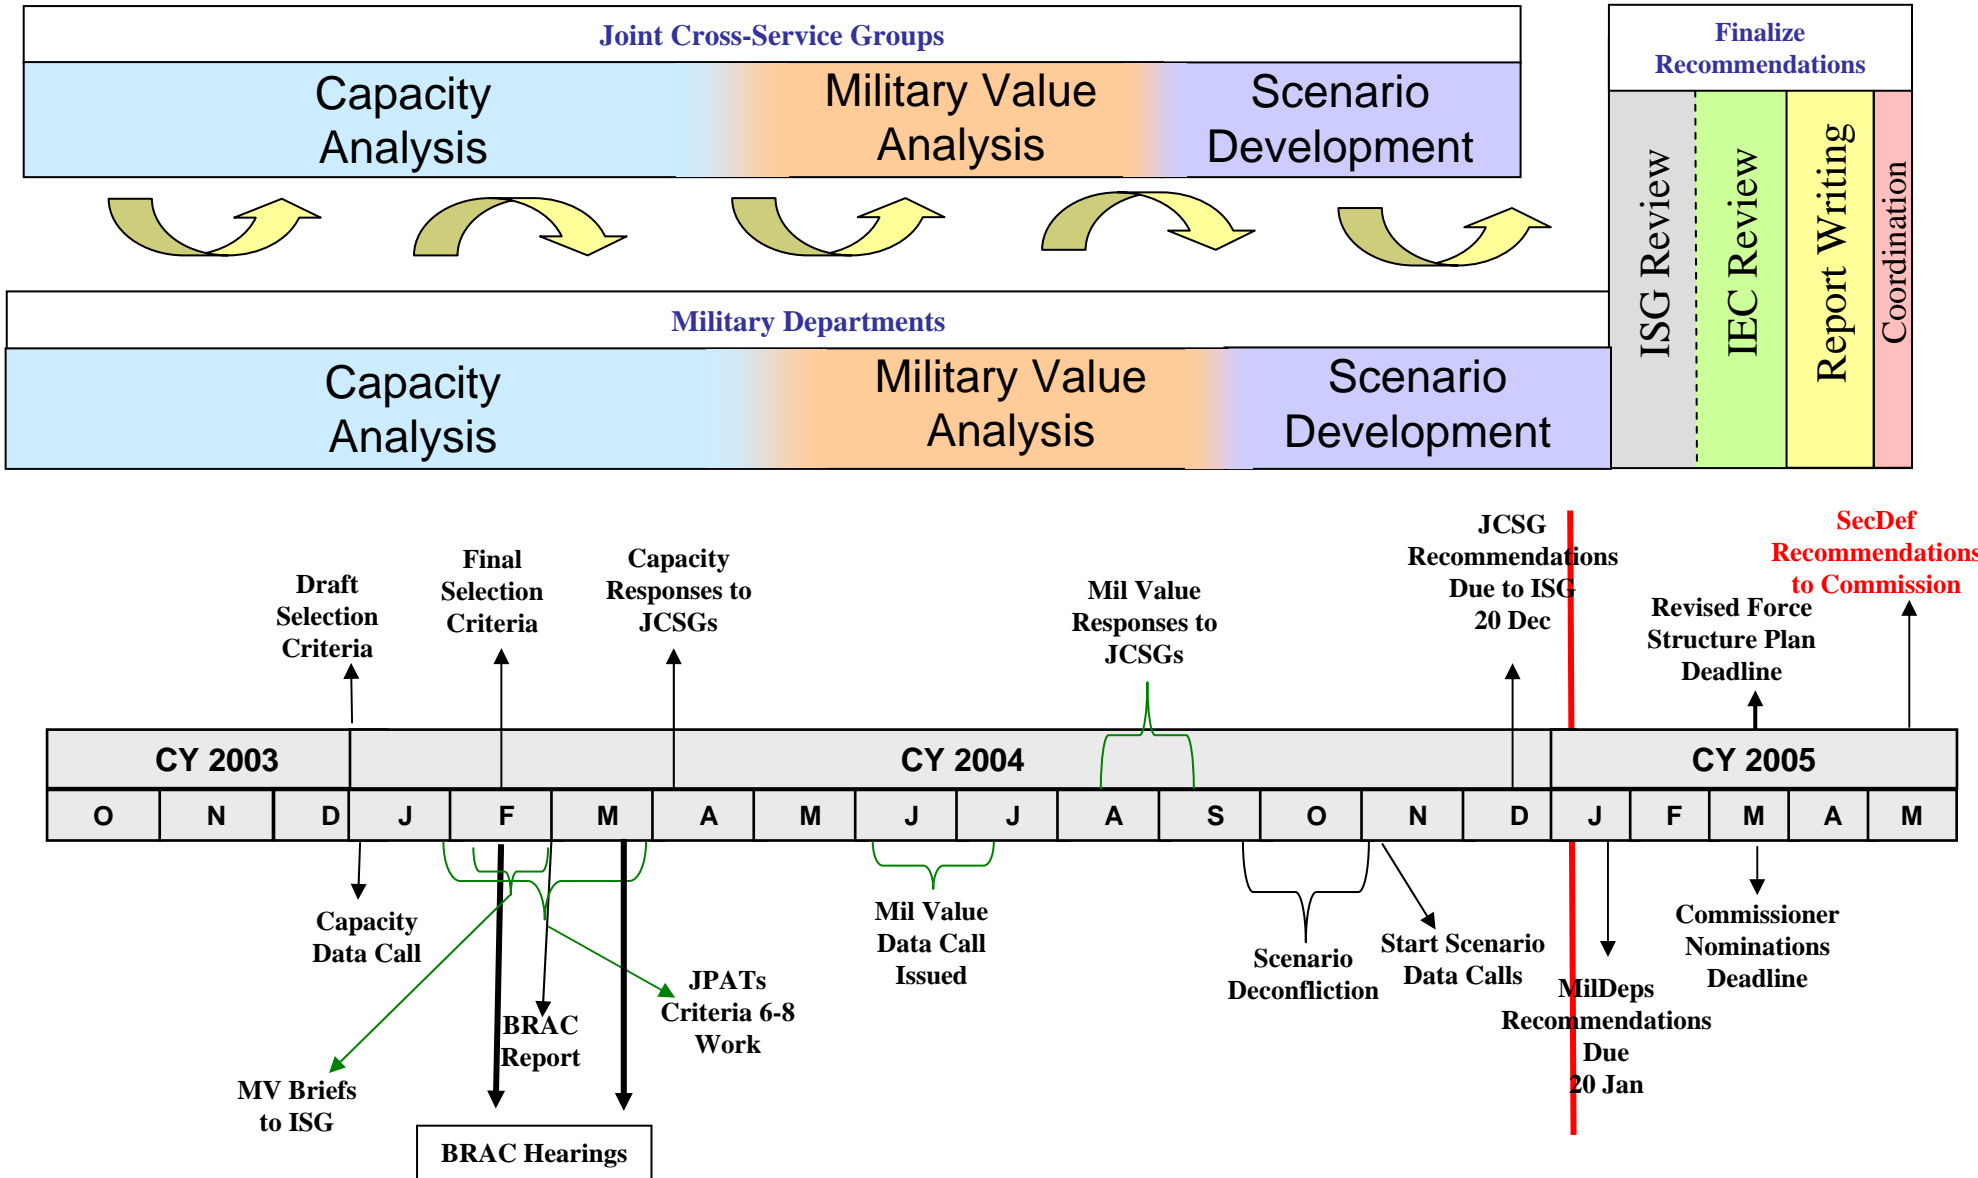 Joint Cross-Service Groups
Capacity
Analysis
Military Value
Analysis
Scenario
Development
Finalize
Recommendations
ISG Review
IEC Review
Report Writing
Coordination
Military Departments
Capacity
Analysis
Military Value
Analysis
Scenario
Development
Draft
Selection
Criteria
Final
Selection
Criteria
Capacity
Responses to
JCSGs
Mil Value
Responses to
JCSGs
JCSG
Recommendations
Due to ISG
20 Dec
Revised Force
Structure Plan
Deadline
SecDef
Recommendations
to Commission
CY 2003
CY 2004
CY 2005
O N D J F M A M J J A S O N D J F M A M
Capacity
Data Call
MV Briefs
to ISG
BRAC Hearings
BRAC
Report
JPATs
Criteria 6-8
Work
Mil Value
Data Call
Issued
Scenario
Deconfliction
Start Scenario
Data Calls
MilDeps
Recommendations
Due
20 Jan
Commissioner
Nominations
Deadline